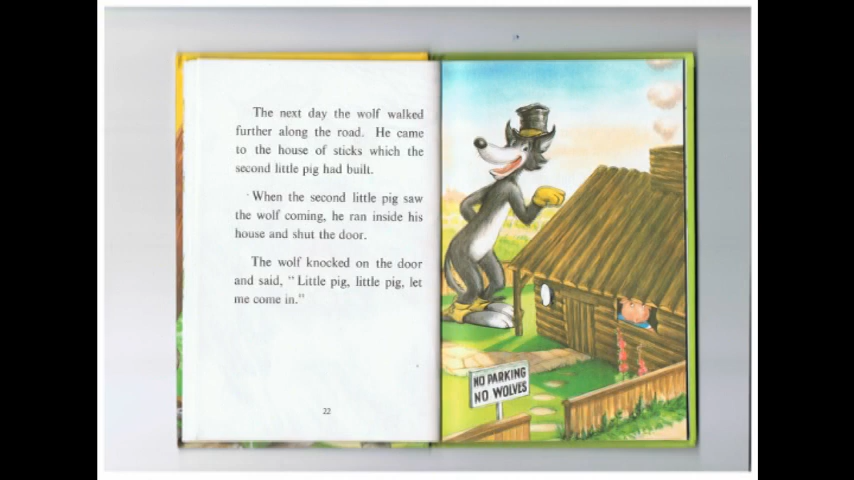 The next day the wolf walked
further along the road. He came
to the house of sticks which the
second little pig had built.
When the second little pig saw
the wolf coming, he ran inside his
house and shut the door.
The wolf knocked on the door
and said, "Little pig, little pig, let
me come in."
22
NO PARKING
NO WOLVES